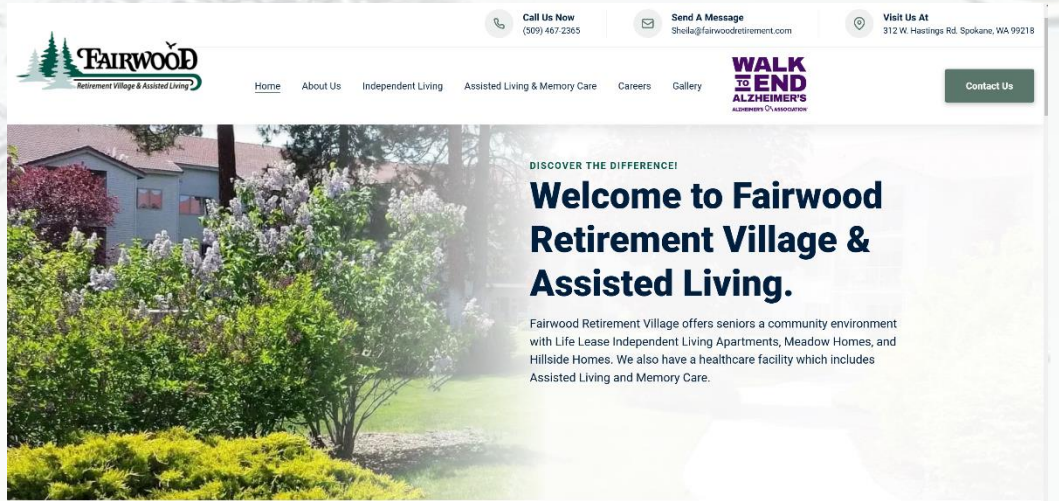 Call Us Now
(509) 467-2365
Send A Message
Sheila@fairwoodretirement.com
Visit Us At
312 W. Hastings Rd. Spokane, WA 99218
FAIRWOOD
Retirement Village & Assisted Living
Home
About Us
Independent Living
Assisted Living & Memory Care
Careers
Gallery
WALK
TO END
ALZHEIMER'S
ALZHEIMER'S ASSOCIATION
Contact Us
DISCOVER THE DIFFERENCE!
Welcome to Fairwood
Retirement Village &
Assisted Living.
Fairwood Retirement Village offers seniors a community environment
with Life Lease Independent Living Apartments, Meadow Homes, and
Hillside Homes. We also have a healthcare facility which includes
Assisted Living and Memory Care.